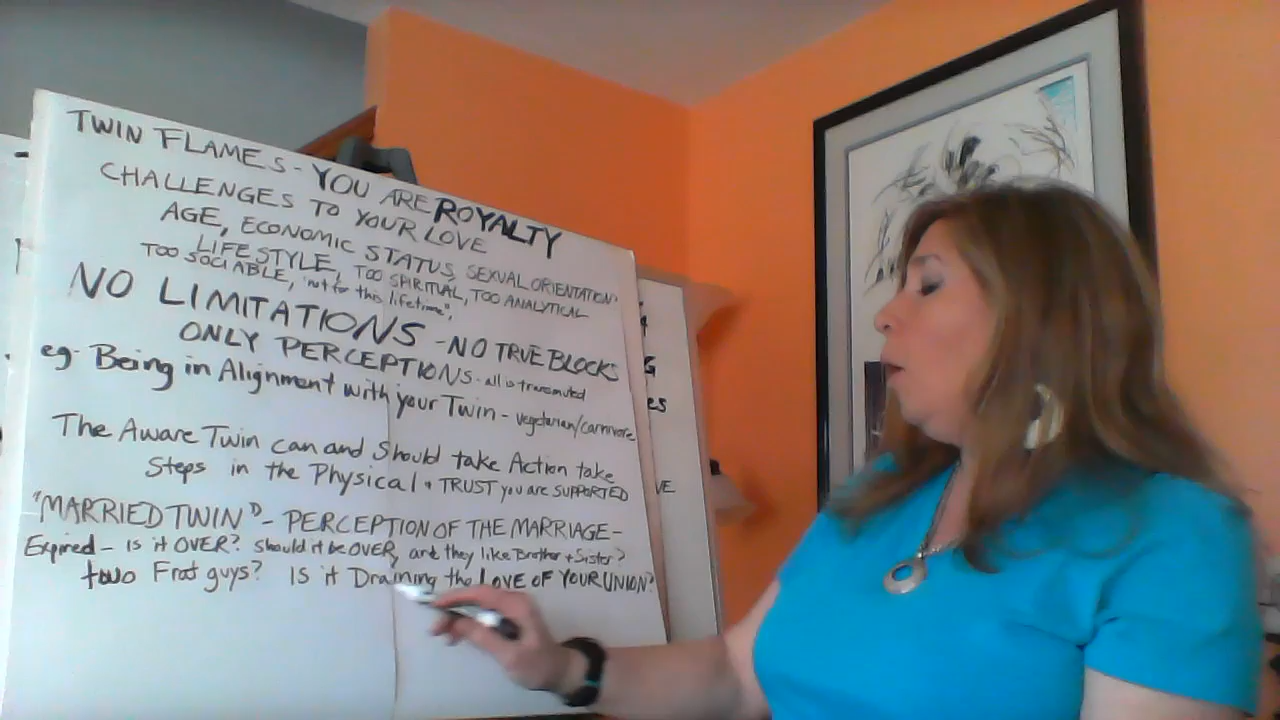 TWIN FLAMES - YOU ARE ROYALTY
CHALLENGES TO YOUR LOVE
AGE, ECONOMIC STATUS, SEXUAL ORIENTATION,
LIFESTYLE, TOO SPIRITUAL, TOO ANALYTICAL
TOO SOCIABLE, "not for this lifetime",
NO LIMITATIONS - NO TRUE BLOCKS
ONLY PERCEPTIONS - all is transmuted
eg - Being in Alignment with your Twin - vegetarian/carnivore
The Aware Twin can and Should take Action take
Steps in the Physical + TRUST you are SUPPORTED
"MARRIED TWIN" - PERCEPTION OF THE MARRIAGE -
Expired - Is it OVER? Should it be OVER, are they like Brother + Sister?
two Frat guys? Is it Draining the LOVE OF YOUR UNION?
G
es
VE